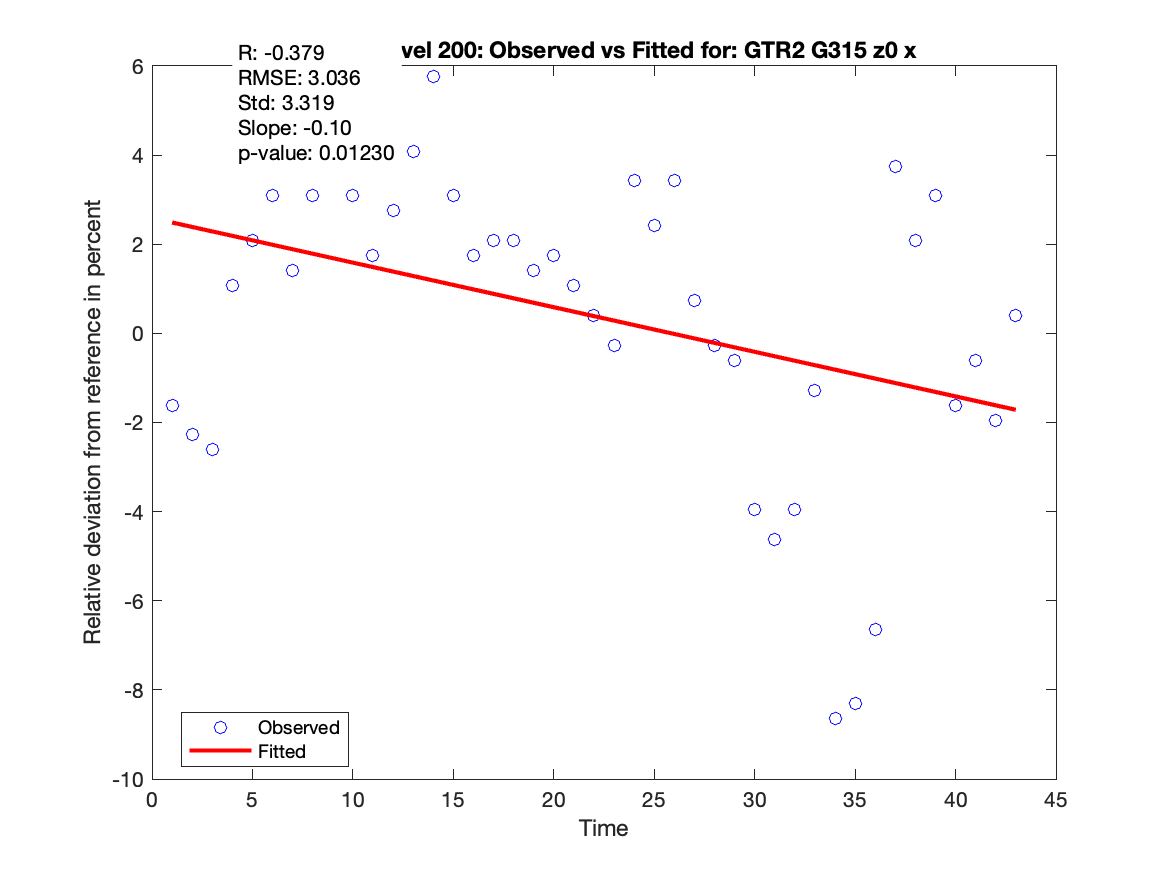 R: -0.379
RMSE: 3.036
Std: 3.319
Slope: -0.10
p-value: 0.01230
vel 200: Observed vs Fitted for: GTR2 G315 z0 x
6
4
2
0
-2
-4
-6
-8
-10
Relative deviation from reference in percent
Observed
Fitted
0 5 10 15 20 25 30 35 40 45
Time